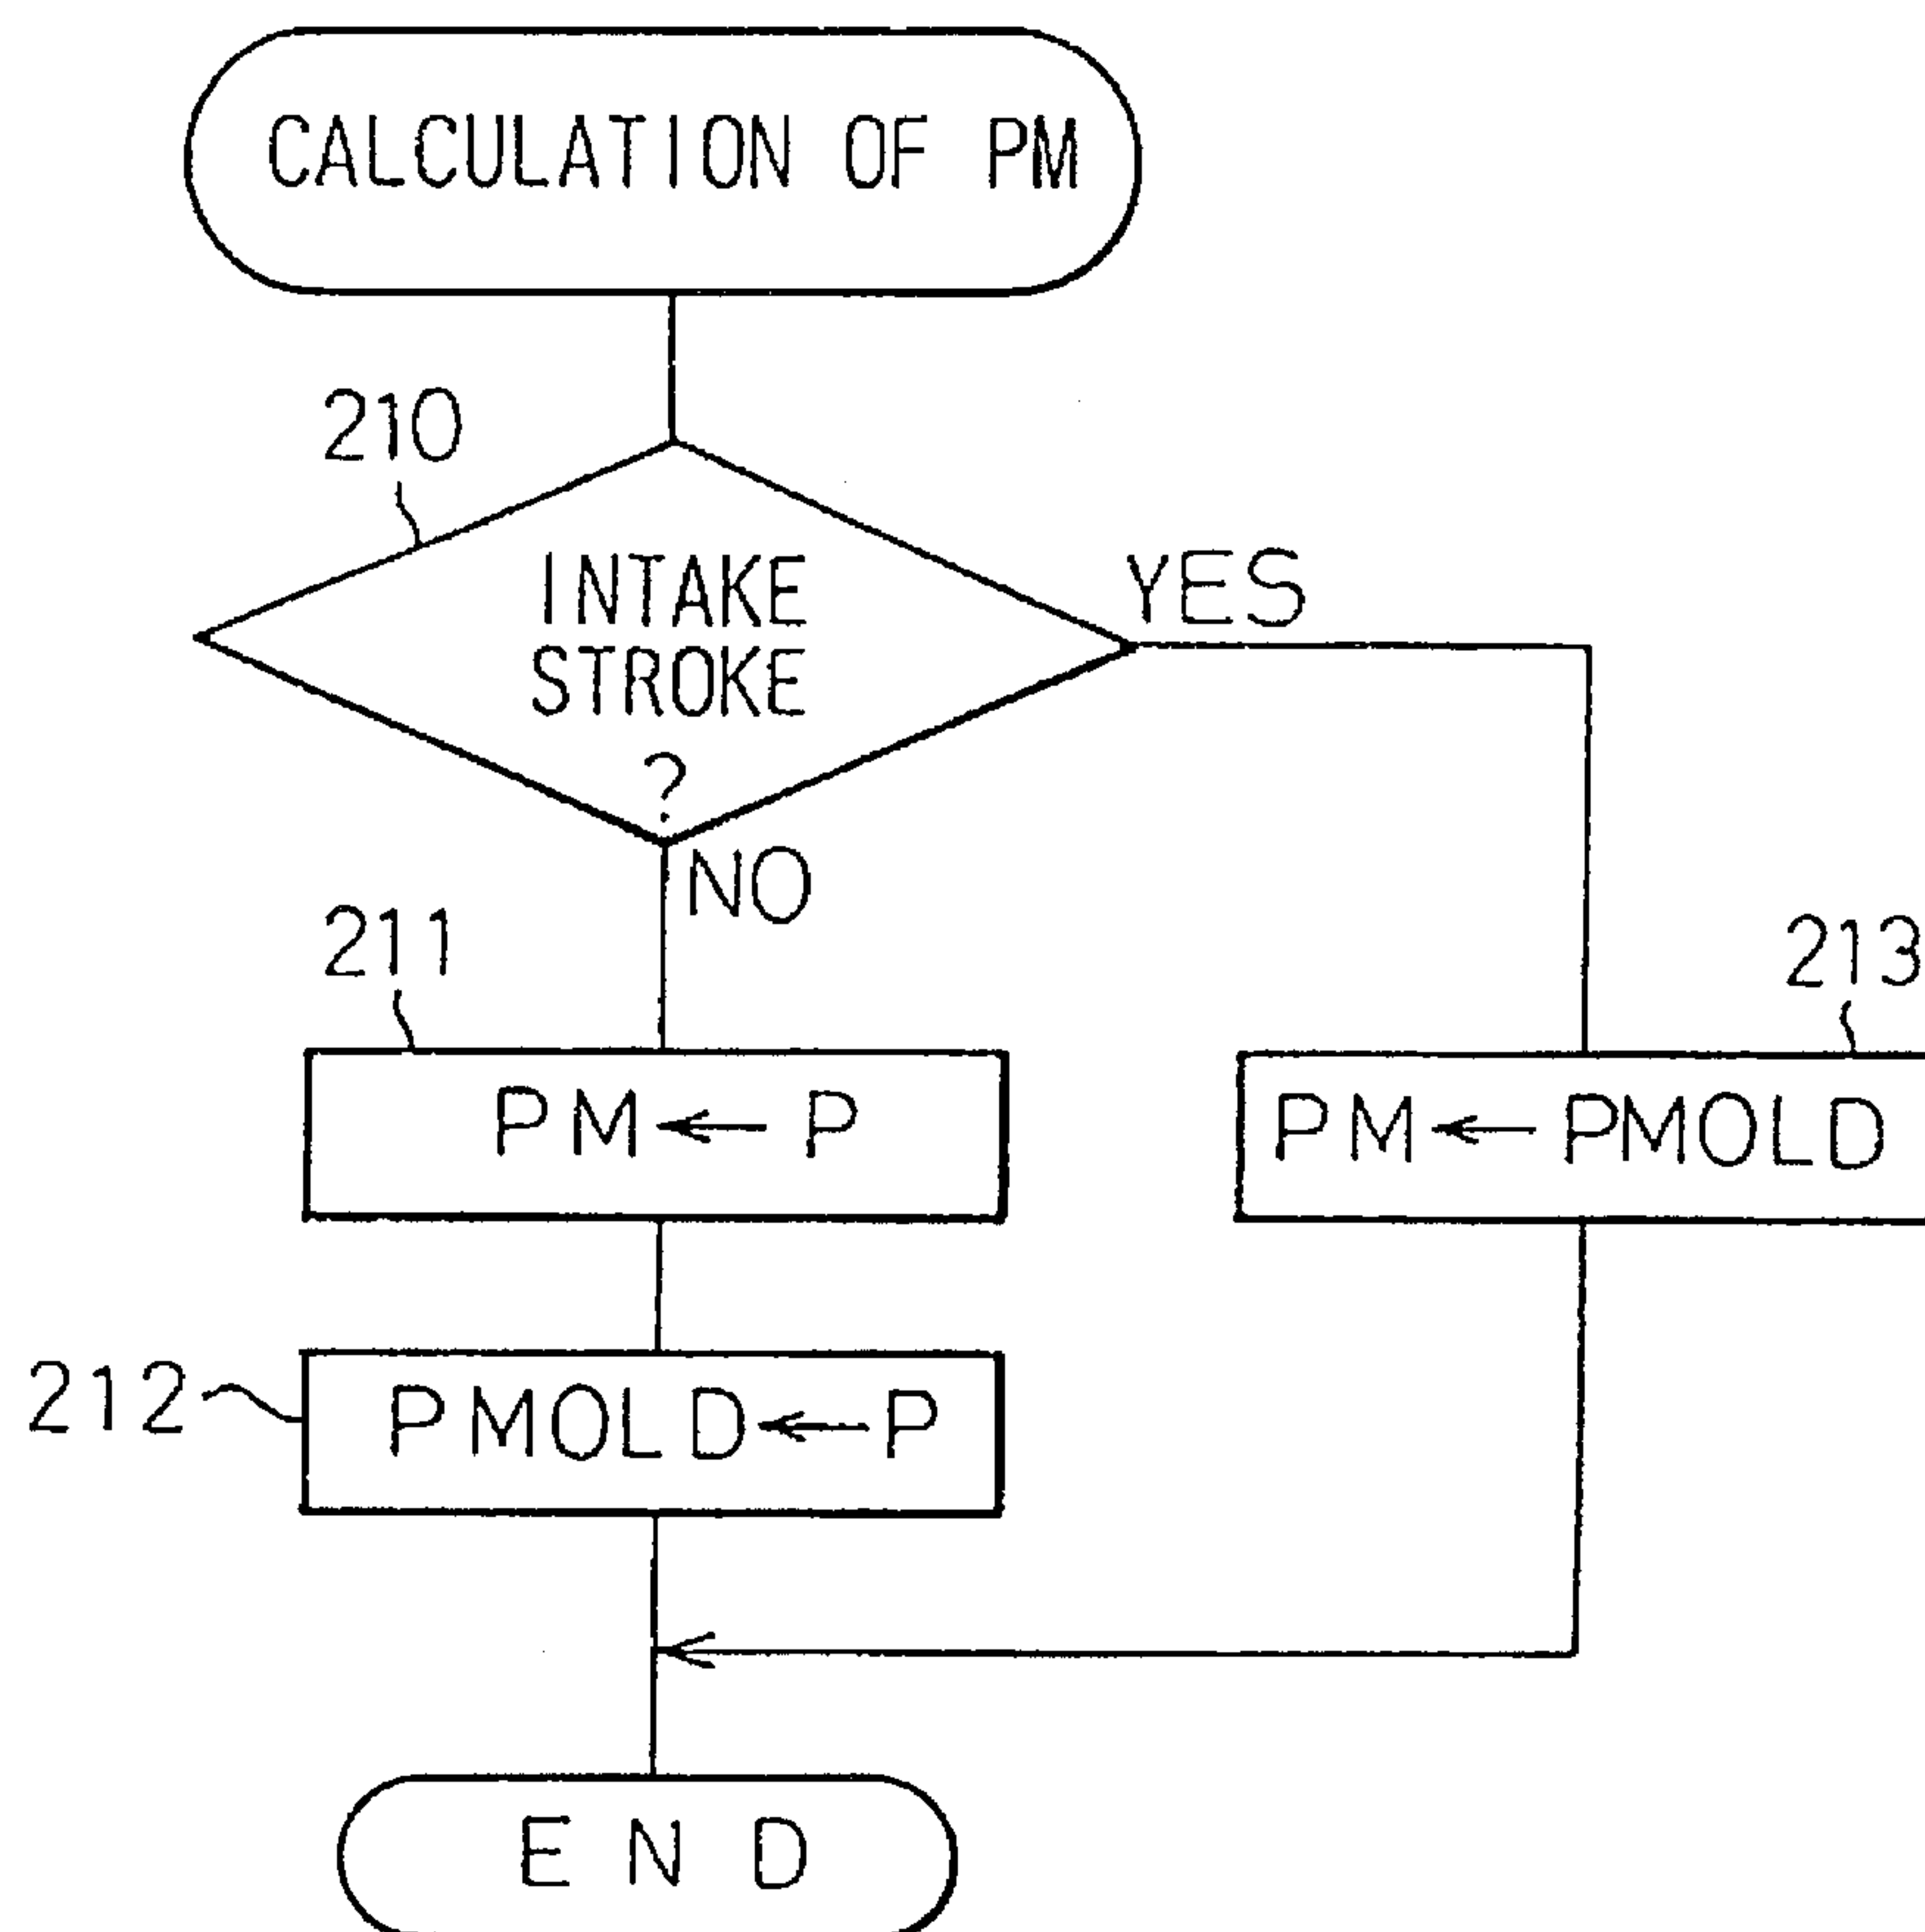 CALCULATION OF PM
210
INTAKE
STROKE
?
YES
NO
211
213
PM←P
PM←PMOLD
212
PMOLD←P
END